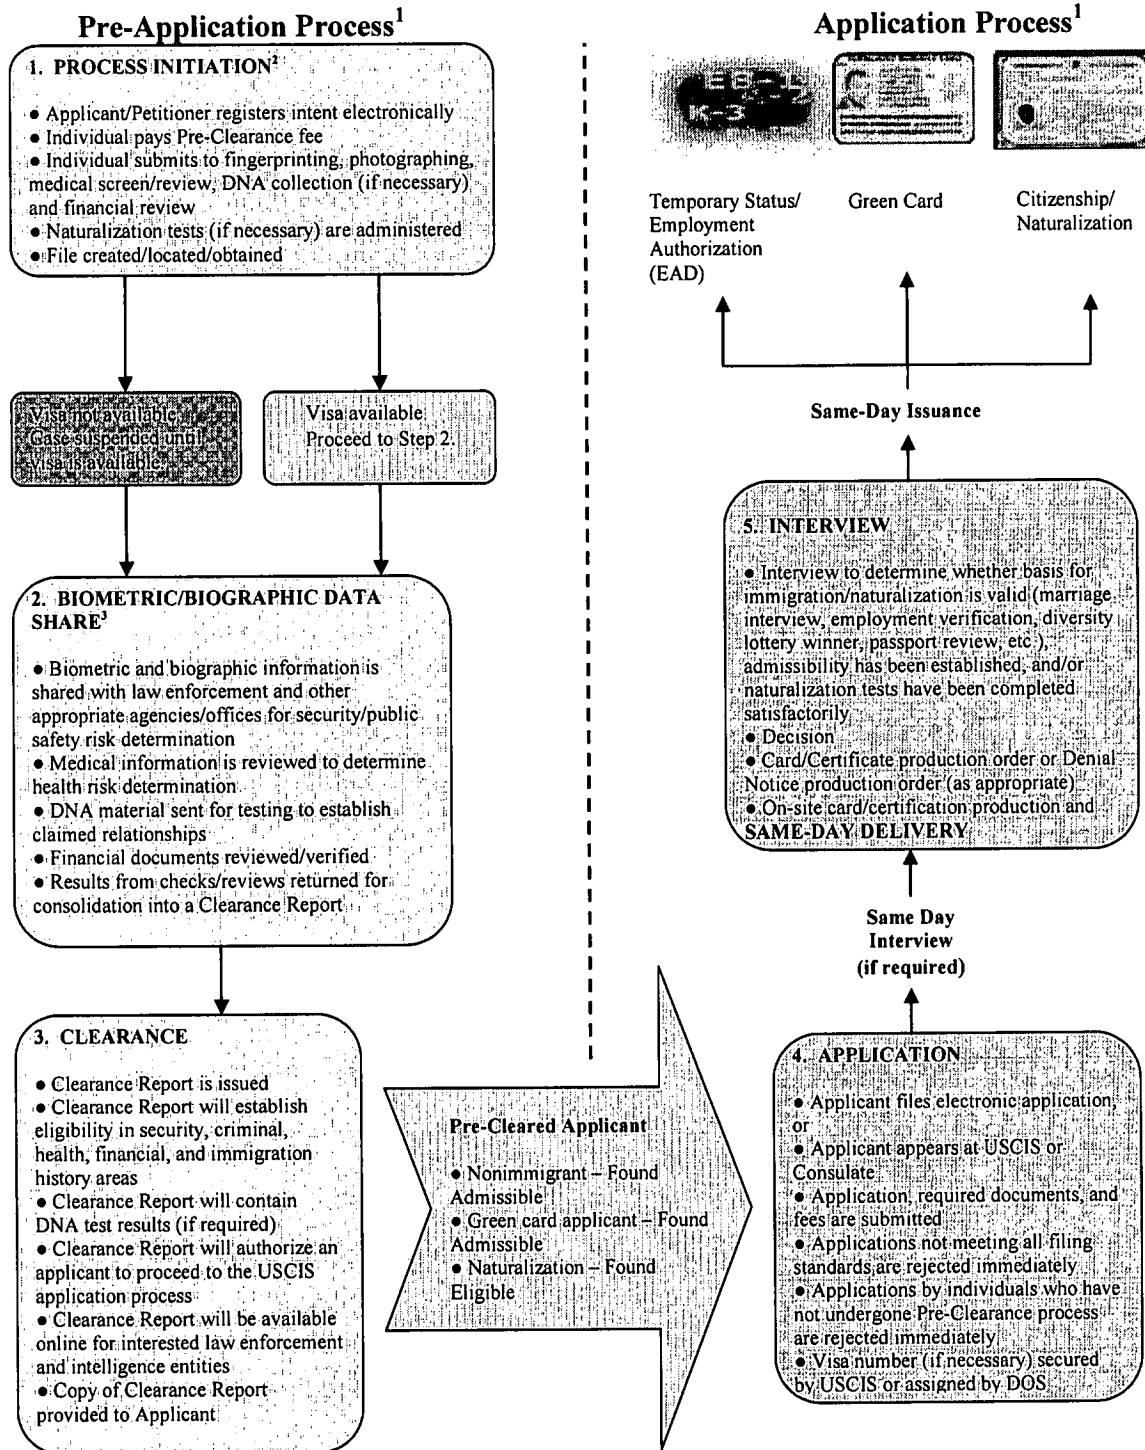 Pre-Application Process1
1. PROCESS INITIATION2
● Applicant/Petitioner registers intent electronically
● Individual pays Pre-Clearance fee
● Individual submits to fingerprinting, photographing,
medical screen/review, DNA collection (if necessary)
and financial review
● Naturalization tests (if necessary) are administered
● File created/located/obtained
Visa not available
Case suspended until
visa is available
Visa available
Proceed to Step 2.
2. BIOMETRIC/BIOGRAPHIC DATA
SHARE3
● Biometric and biographic information is
shared with law enforcement and other
appropriate agencies/offices for security/public
safety risk determination
● Medical information is reviewed to determine
health risk determination
● DNA material sent for testing to establish
claimed relationships
● Financial documents reviewed/verified
● Results from checks/reviews returned for
consolidation into a Clearance Report
3. CLEARANCE
● Clearance Report is issued
● Clearance Report will establish
eligibility in security, criminal,
health, financial, and immigration
history areas
● Clearance Report will contain
DNA test results (if required)
● Clearance Report will authorize an
applicant to proceed to the USCIS
application process
● Clearance Report will be available
online for interested law enforcement
and intelligence entities
● Copy of Clearance Report
provided to Applicant
Pre-Cleared Applicant
● Nonimmigrant – Found
Admissible
● Green card applicant – Found
Admissible
● Naturalization – Found
Eligible
Application Process1
Temporary Status/
Employment
Authorization
(EAD)
Green Card
Citizenship/
Naturalization
Same-Day Issuance
5. INTERVIEW
● Interview to determine whether basis for
immigration/naturalization is valid (marriage
interview, employment verification, diversity
lottery winner, passport review, etc.),
admissibility has been established, and/or
naturalization tests have been completed
satisfactorily
● Decision
● Card/Certificate production order or Denial
Notice production order (as appropriate)
● On-site card/certification production and
SAME-DAY DELIVERY
Same Day
Interview
(if required)
4. APPLICATION
● Applicant files electronic application,
or
● Applicant appears at USCIS or
Consulate
● Application, required documents, and
fees are submitted
● Applications not meeting all filing
standards are rejected immediately
● Applications by individuals who have
not undergone Pre-Clearance process
are rejected immediately
● Visa number (if necessary) secured
by USCIS or assigned by DOS